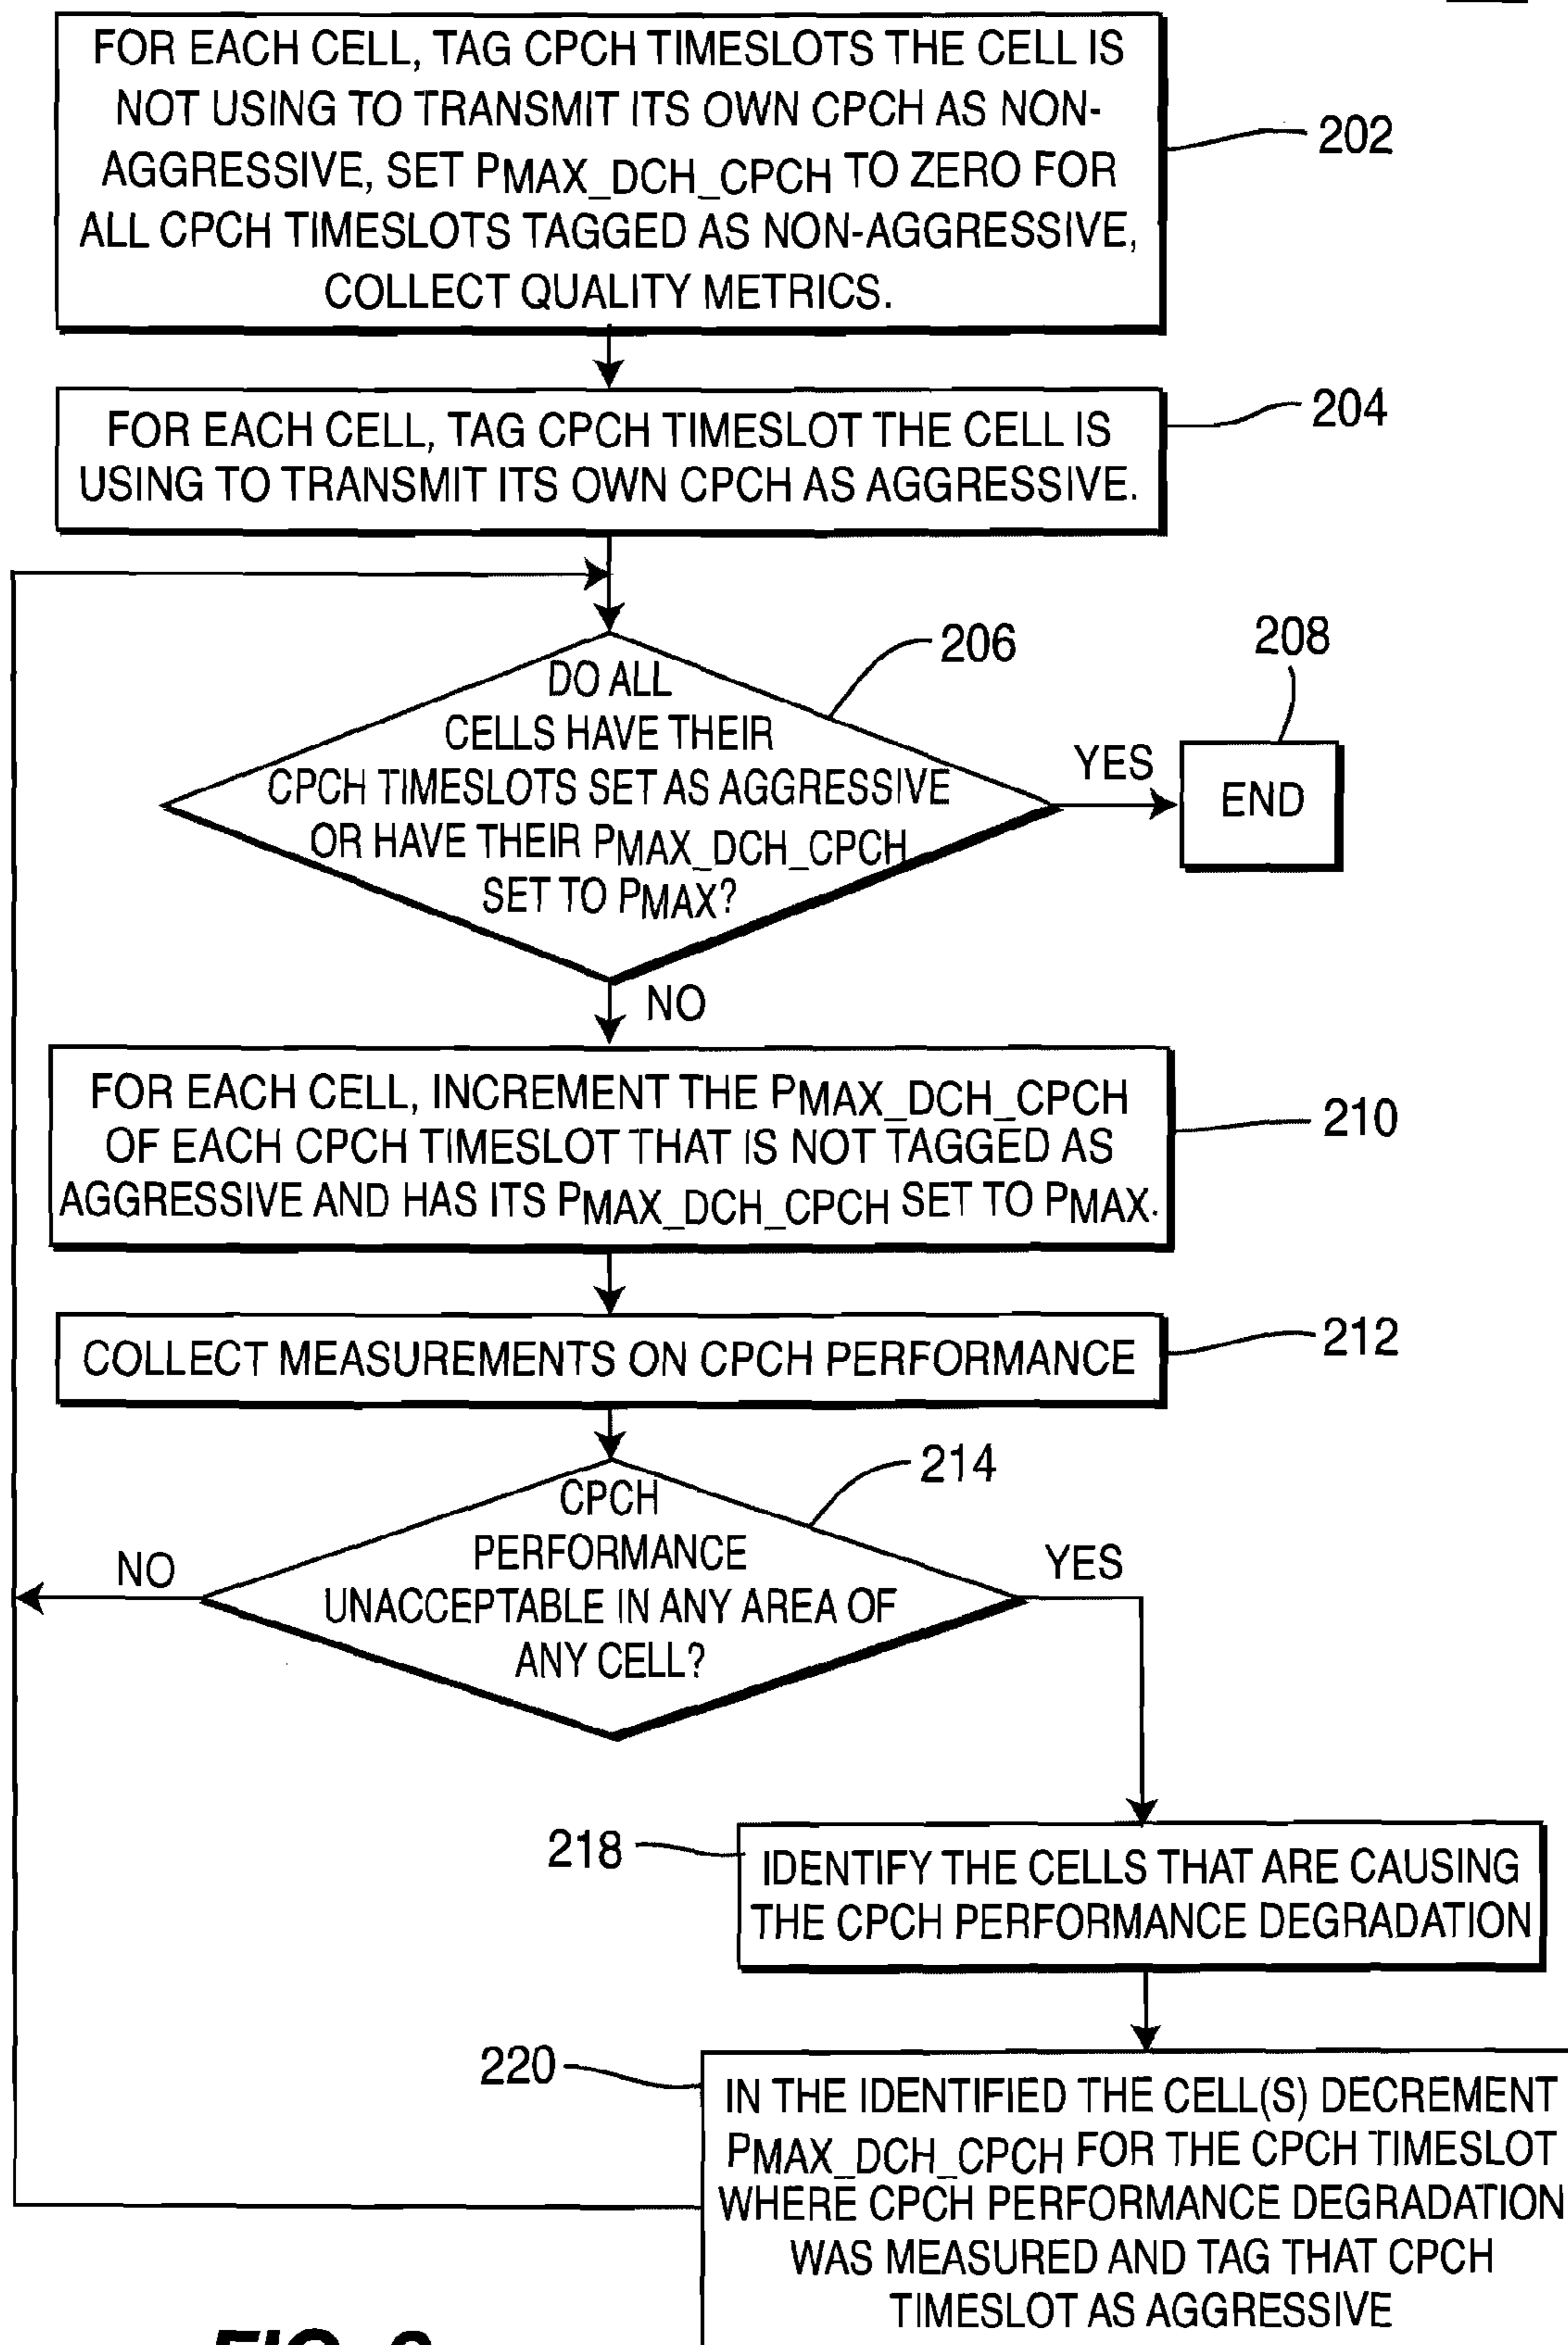 FOR EACH CELL, TAG CPCH TIMESLOTS THE CELL IS
NOT USING TO TRANSMIT ITS OWN CPCH AS NON-
AGGRESSIVE, SET PMAX_DCH_CPCH TO ZERO FOR
ALL CPCH TIMESLOTS TAGGED AS NON-AGGRESSIVE,
COLLECT QUALITY METRICS.
202
FOR EACH CELL, TAG CPCH TIMESLOT THE CELL IS
USING TO TRANSMIT ITS OWN CPCH AS AGGRESSIVE.
204
DO ALL
CELLS HAVE THEIR
CPCH TIMESLOTS SET AS AGGRESSIVE
OR HAVE THEIR PMAX_DCH_CPCH
SET TO PMAX?
206
YES
208
END
NO
FOR EACH CELL, INCREMENT THE PMAX_DCH_CPCH
OF EACH CPCH TIMESLOT THAT IS NOT TAGGED AS
AGGRESSIVE AND HAS ITS PMAX_DCH_CPCH SET TO PMAX.
210
COLLECT MEASUREMENTS ON CPCH PERFORMANCE
212
CPCH
PERFORMANCE
UNACCEPTABLE IN ANY AREA OF
ANY CELL?
214
NO
YES
218
IDENTIFY THE CELLS THAT ARE CAUSING
THE CPCH PERFORMANCE DEGRADATION
220
IN THE IDENTIFIED THE CELL(S) DECREMENT
PMAX_DCH_CPCH FOR THE CPCH TIMESLOT
WHERE CPCH PERFORMANCE DEGRADATION
WAS MEASURED AND TAG THAT CPCH
TIMESLOT AS AGGRESSIVE
FIG.